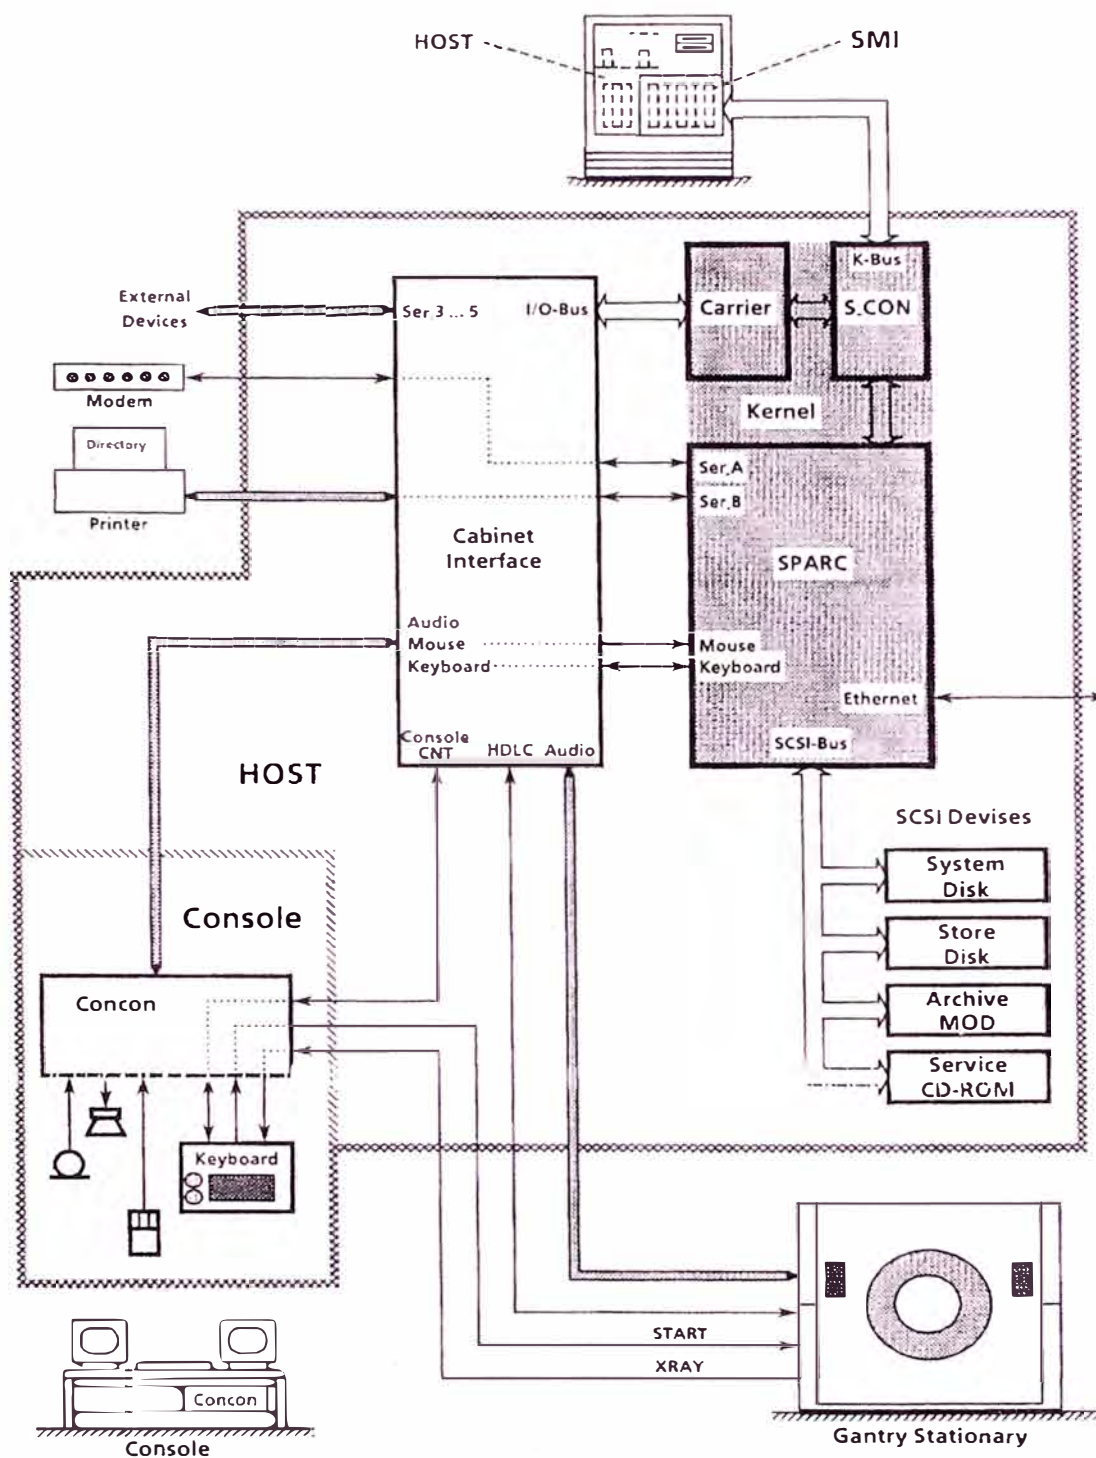 HOST
SMI
K-Bus
External
Devices
Ser 3 ... 5
I/O-Bus
Carrier
S_CON
Modem
Kernel
Directory
Ser.A
Ser.B
Printer
Cabinet
Interface
SPARC
Audio
Mouse
Keyboard
Mouse
Keyboard
Ethernet
SCSI-Bus
Console
CNT
HDLC
Audio
HOST
SCSI Devises
System
Disk
Console
Store
Disk
Concon
Archive
MOD
Service
CD-ROM
Keyboard
START
XRAY
Concon
Console
Gantry Stationary